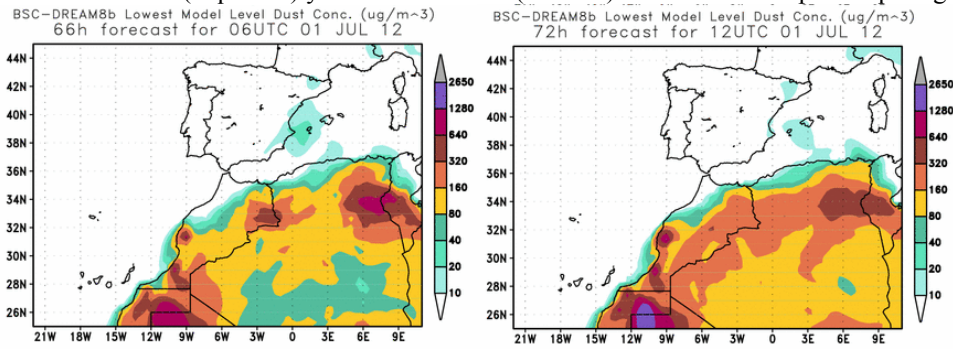 BSC-DREAM8b Lowest Model Level Dust Conc. (ug/m^3)
66h forecast for 06UTC 01 JUL 12
44N
42N
40N
38N
36N
34N
32N
30N
28N
26N
21W 18W 15W 12W 9W 6W 3W 0 3E 6E 9E
2650
1280
640
320
160
80
40
20
10
BSC-DREAM8b Lowest Model Level Dust Conc. (ug/m^3)
72h forecast for 12UTC 01 JUL 12
44N
42N
40N
38N
36N
34N
32N
30N
28N
26N
21W 18W 15W 12W 9W 6W 3W 0 3E 6E 9E
2650
1280
640
320
160
80
40
20
10